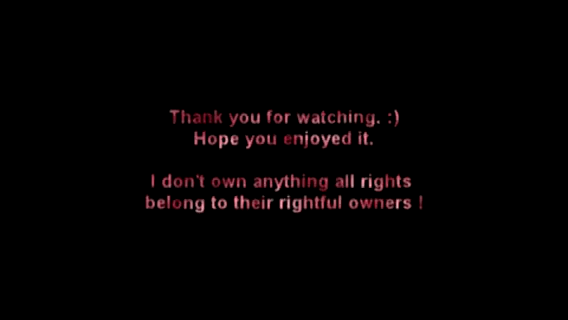 Thank you for watching. :)
Hope you enjoyed it.
I don't own anything all rights
belong to their rightful owners !